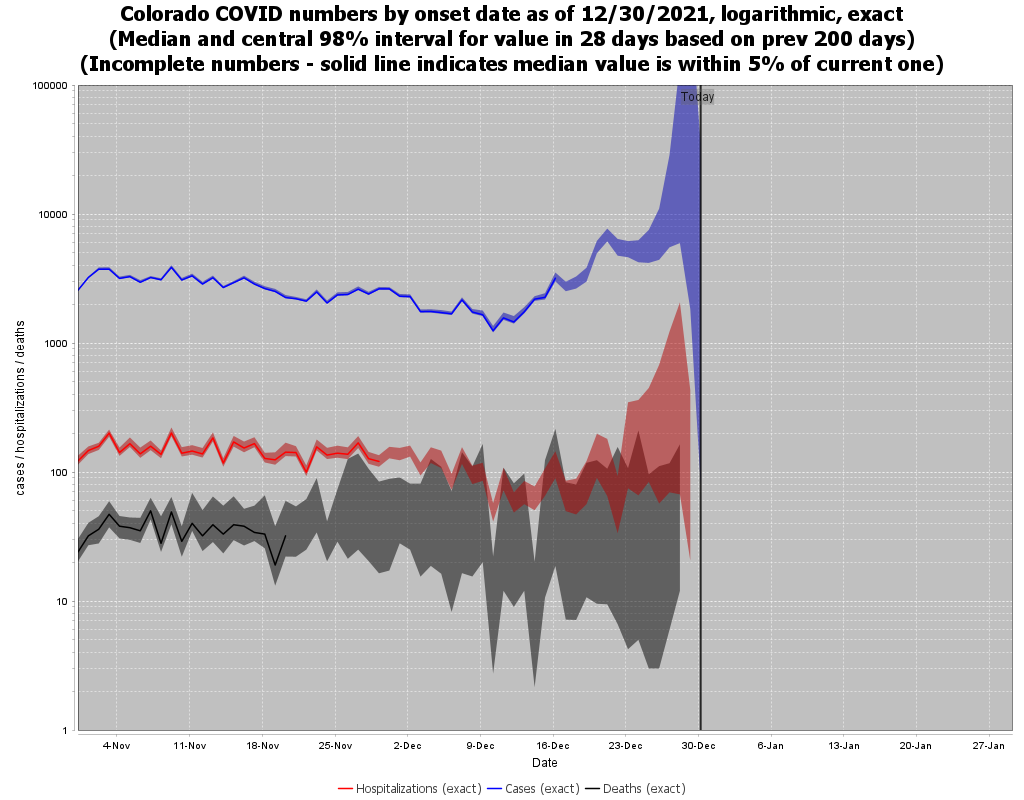 Colorado COVID numbers by onset date as of 12/30/2021, logarithmic, exact
(Median and central 98% interval for value in 28 days based on prev 200 days)
(Incomplete numbers - solid line indicates median value is within 5% of current one)
Today
100000
10000
1000
100
10
1
cases / hospitalizations / deaths
4-Nov 11-Nov 18-Nov 25-Nov 2-Dec 9-Dec 16-Dec 23-Dec 30-Dec 6-Jan 13-Jan 20-Jan 27-Jan
Date
Hospitalizations (exact) Cases (exact) Deaths (exact)